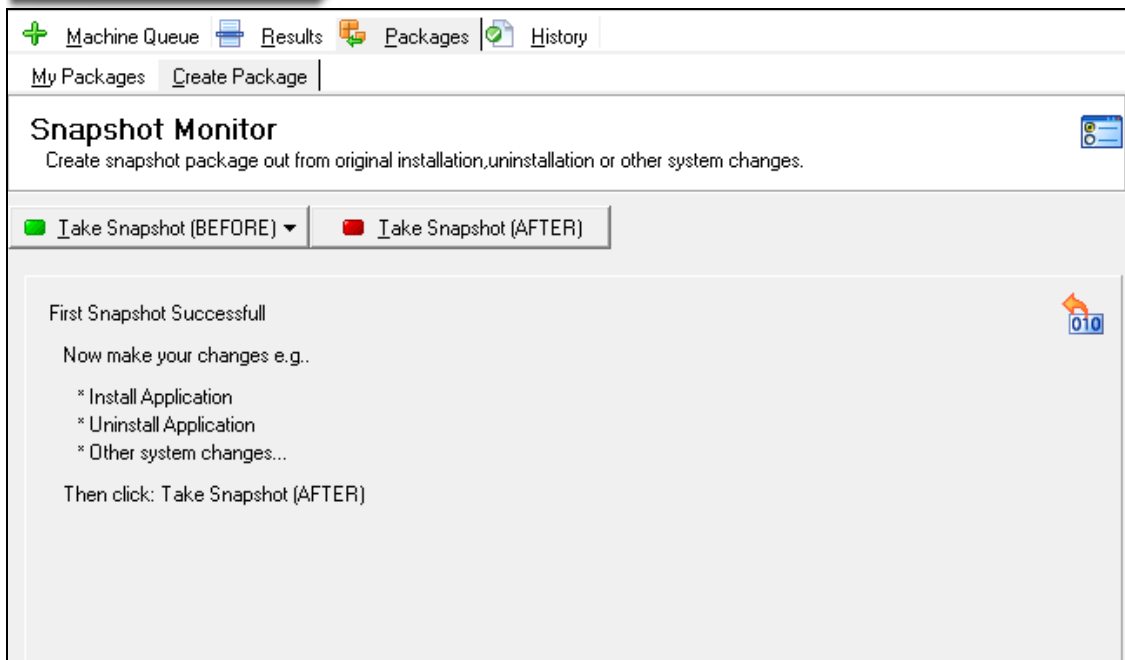 Machine Queue Results Packages History
My Packages Create Package
Snapshot Monitor
Create snapshot package out from original installation,uninstallation or other system changes.
Take Snapshot (BEFORE) Take Snapshot (AFTER)
First Snapshot Successfull
Now make your changes e.g..
* Install Application
* Uninstall Application
* Other system changes...
Then click: Take Snapshot (AFTER)
010